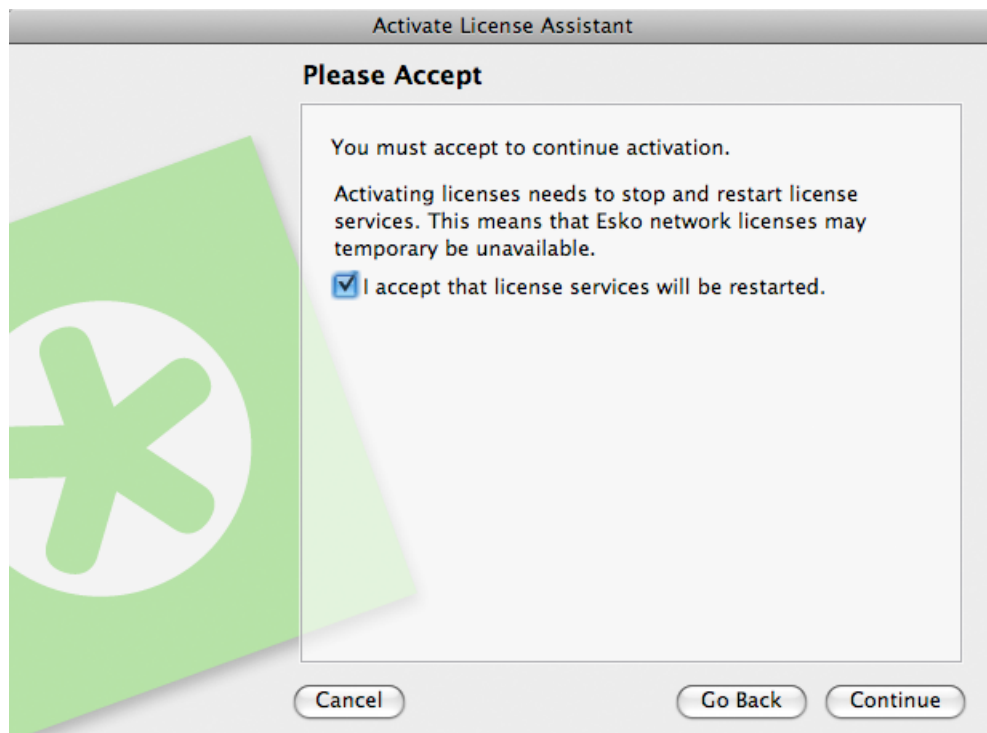 Activate License Assistant
Please Accept
You must accept to continue activation.
Activating licenses needs to stop and restart license
services. This means that Esko network licenses may
temporary be unavailable.
I accept that license services will be restarted.
Cancel
Go Back
Continue